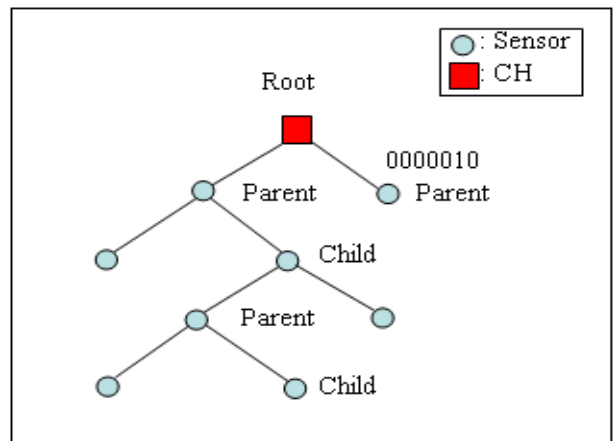 : Sensor
: CH
Root
0000010
Parent
Parent
Child
Parent
Child